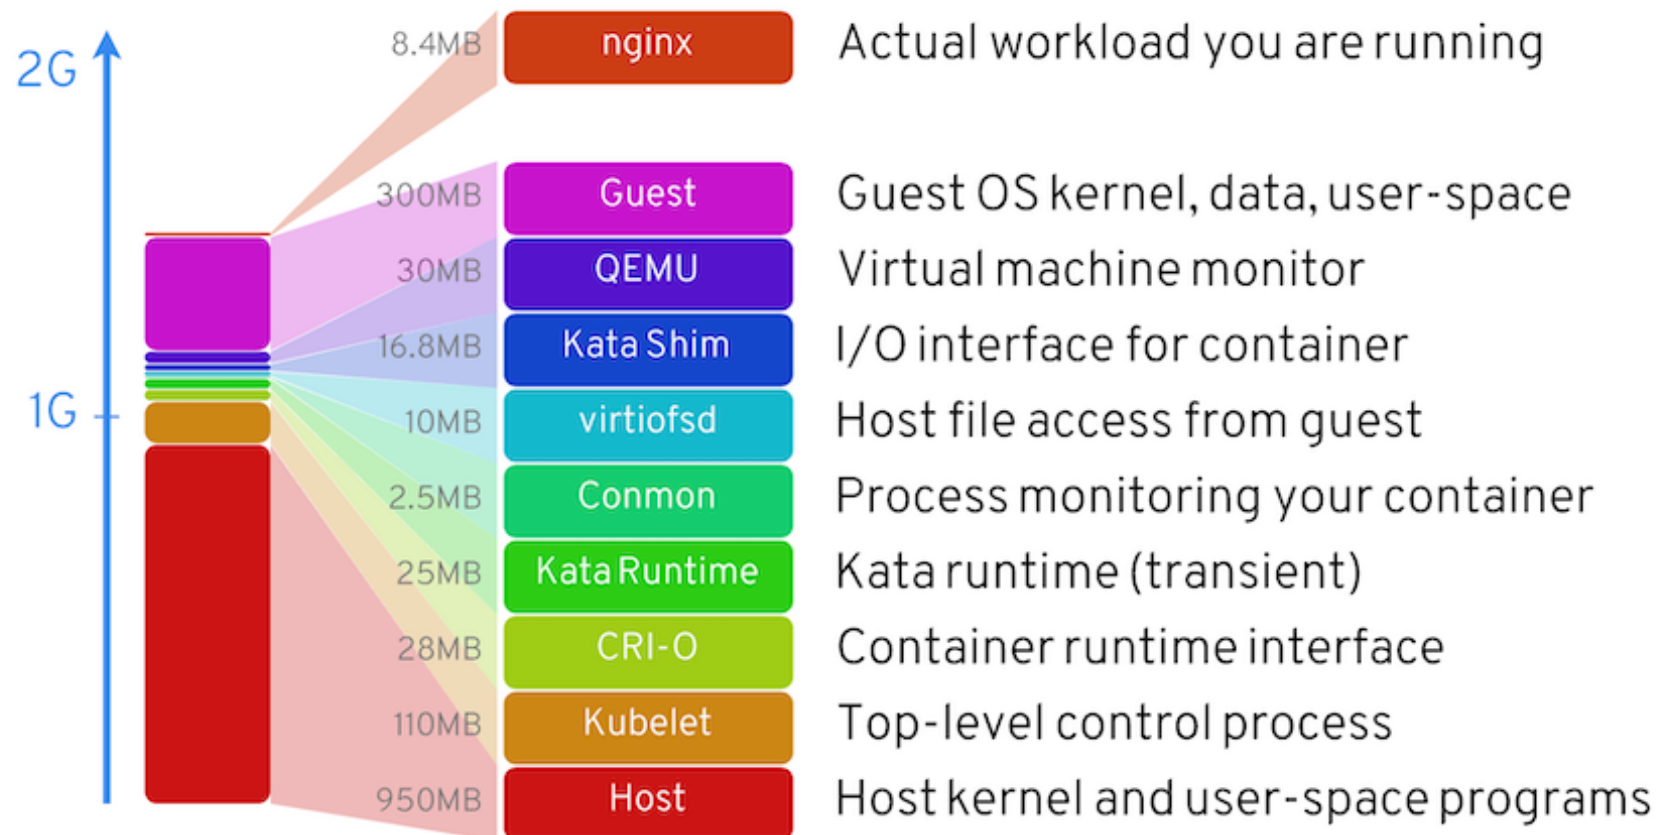 2G
8.4MB nginx Actual workload you are running
300MB Guest Guest OS kernel, data, user-space
30MB QEMU Virtual machine monitor
16.8MB Kata Shim I/O interface for container
1G
10MB virtiofsd Host file access from guest
2.5MB Conmon Process monitoring your container
25MB Kata Runtime Kata runtime (transient)
28MB CRI-O Container runtime interface
110MB Kubelet Top-level control process
950MB Host Host kernel and user-space programs